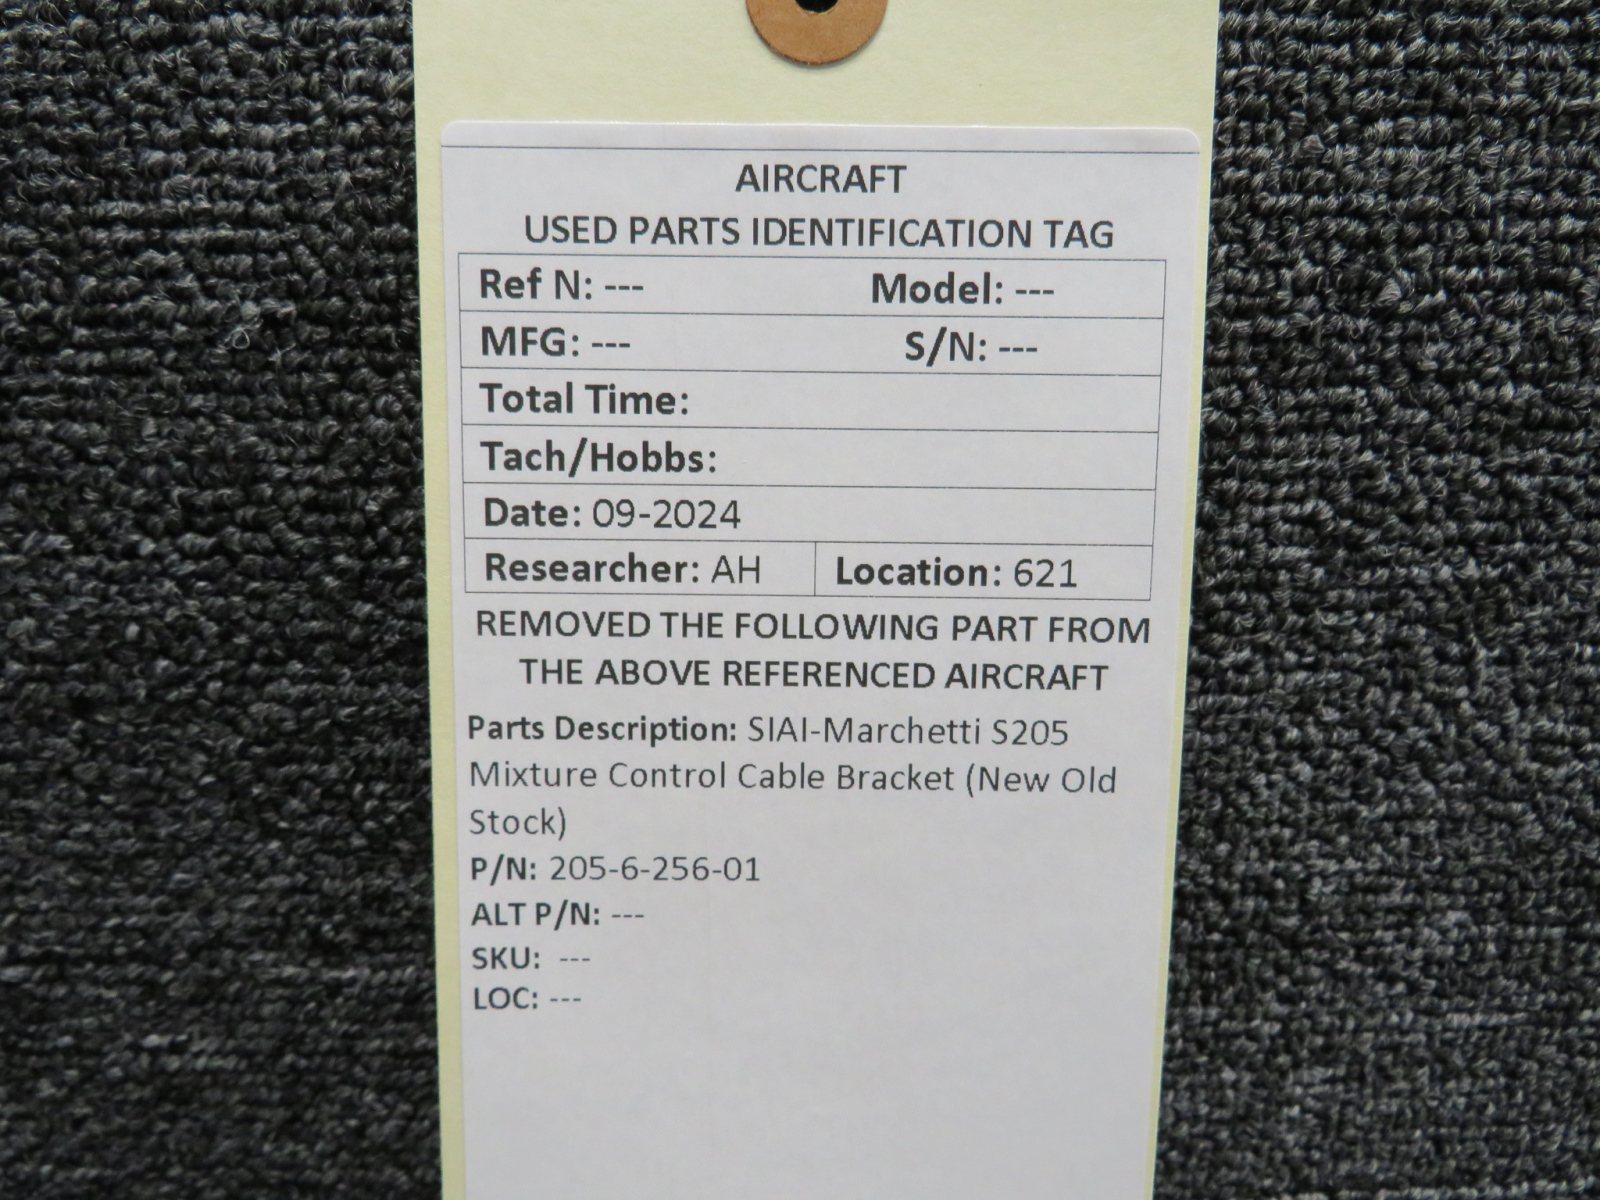 AIRCRAFT
USED PARTS IDENTIFICATION TAG
Ref N: --- Model: ---
MFG: --- S/N: ---
Total Time:
Tach/Hobbs:
Date: 09-2024
Researcher: AH Location: 621
REMOVED THE FOLLOWING PART FROM
THE ABOVE REFERENCED AIRCRAFT
Parts Description: SIAI-Marchetti S205
Mixture Control Cable Bracket (New Old
Stock)
P/N: 205-6-256-01
ALT P/N: ---
SKU: ---
LOC: ---